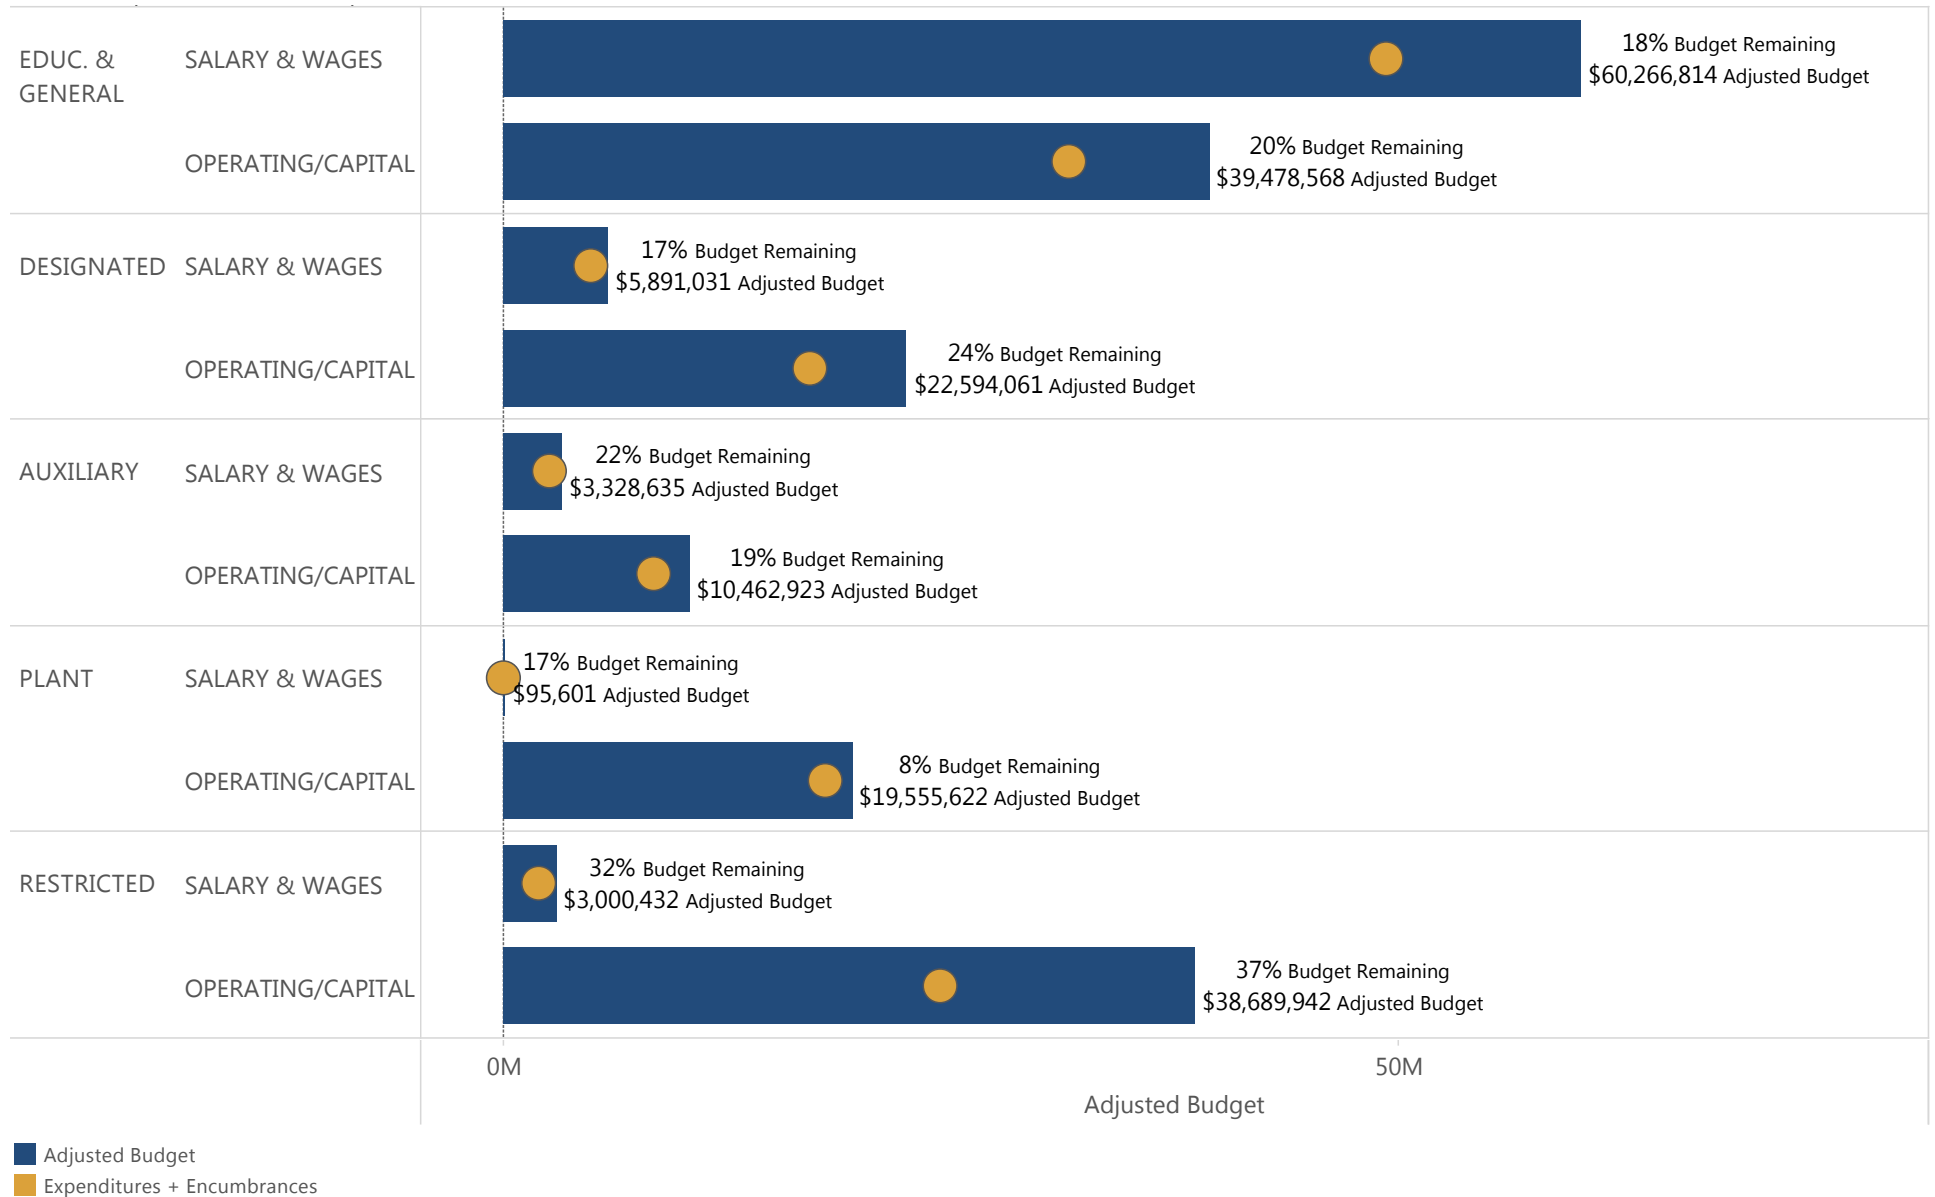 EDUC. &
GENERAL
SALARY & WAGES
18% Budget Remaining
$60,266,814 Adjusted Budget
OPERATING/CAPITAL
20% Budget Remaining
$39,478,568 Adjusted Budget
DESIGNATED
SALARY & WAGES
17% Budget Remaining
$5,891,031 Adjusted Budget
OPERATING/CAPITAL
24% Budget Remaining
$22,594,061 Adjusted Budget
AUXILIARY
SALARY & WAGES
22% Budget Remaining
$3,328,635 Adjusted Budget
OPERATING/CAPITAL
19% Budget Remaining
$10,462,923 Adjusted Budget
PLANT
SALARY & WAGES
17% Budget Remaining
$95,601 Adjusted Budget
OPERATING/CAPITAL
8% Budget Remaining
$19,555,622 Adjusted Budget
RESTRICTED
SALARY & WAGES
32% Budget Remaining
$3,000,432 Adjusted Budget
OPERATING/CAPITAL
37% Budget Remaining
$38,689,942 Adjusted Budget
0M
50M
Adjusted Budget
Adjusted Budget
Expenditures + Encumbrances